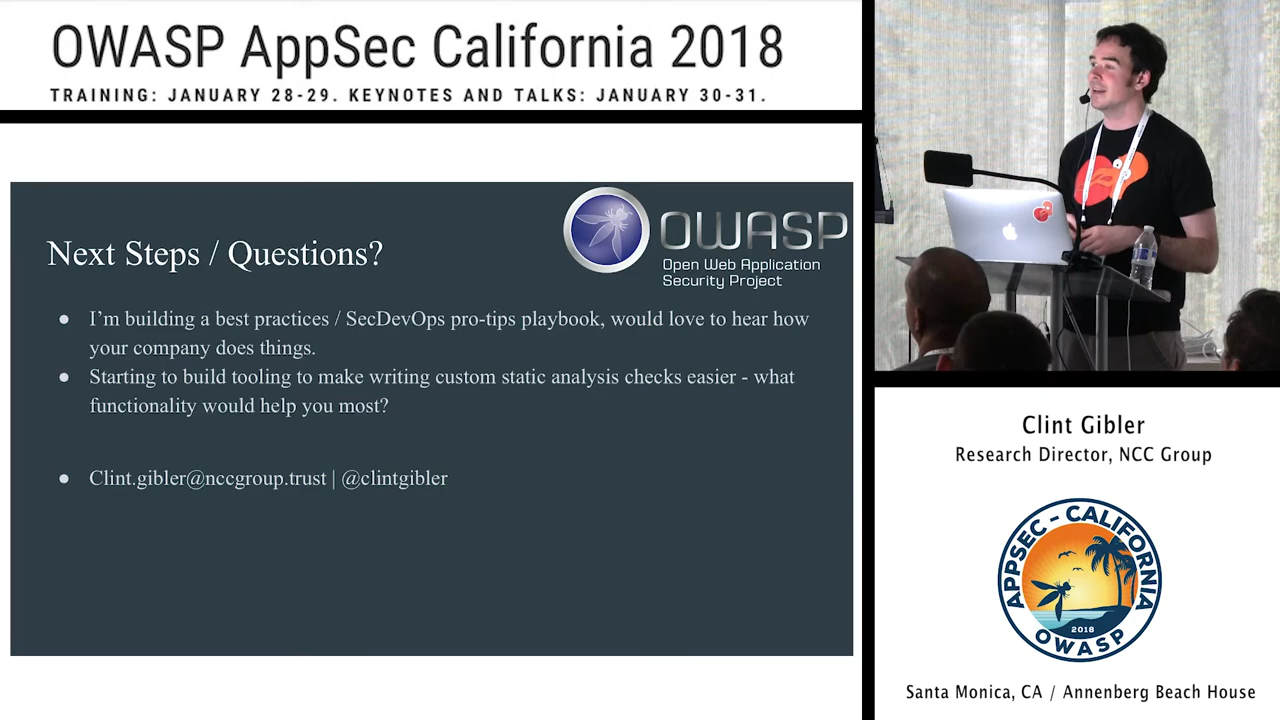 OWASP AppSec California 2018
TRAINING: JANUARY 28-29. KEYNOTES AND TALKS: JANUARY 30-31.
OWASP
Open Web Application
Security Project
Next Steps / Questions?
● I'm building a best practices / SecDevOps pro-tips playbook, would love to hear how
your company does things.
● Starting to build tooling to make writing custom static analysis checks easier - what
functionality would help you most?
● Clint.gibler@nccgroup.trust | @clintgibler
Clint Gibler
Research Director, NCC Group
APPSEC - CALIFORNIA
2018
OWASP
Santa Monica, CA / Annenberg Beach House